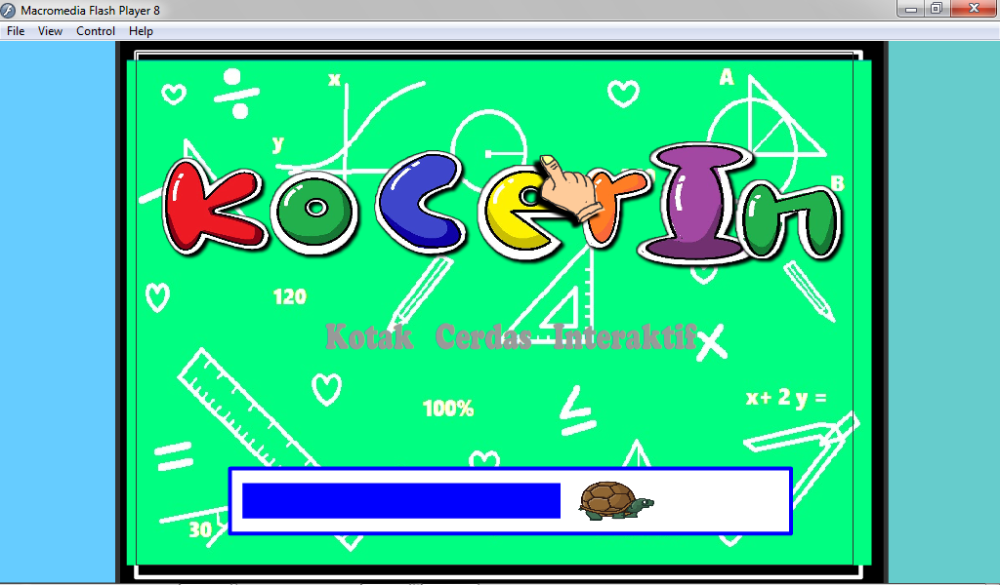 Macromedia Flash Player 8
File View Control Help
x
A
y
KocerIn
B
120
Kotak Cerdas Interaktif
x
100%
≤
x+ 2 y =
=
30